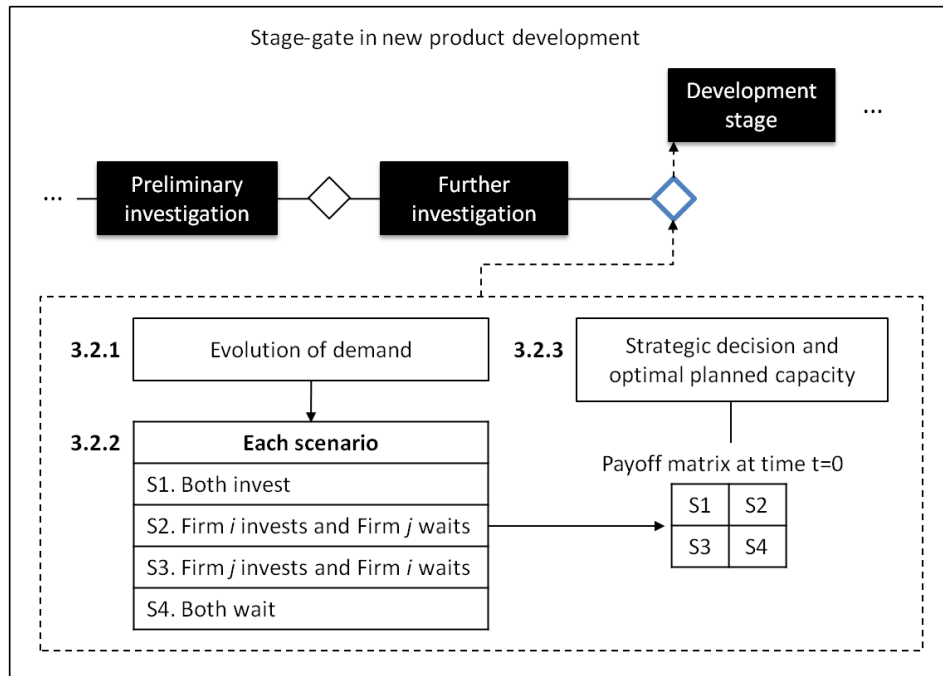 Stage-gate in new product development
Development
stage
...
...
Preliminary
investigation
Further
investigation
3.2.1
Evolution of demand
3.2.3
Strategic decision and
optimal planned capacity
3.2.2
Each scenario
S1. Both invest
S2. Firm i invests and Firm j waits
S3. Firm j invests and Firm i waits
S4. Both wait
Payoff matrix at time t=0
S1 S2
S3 S4